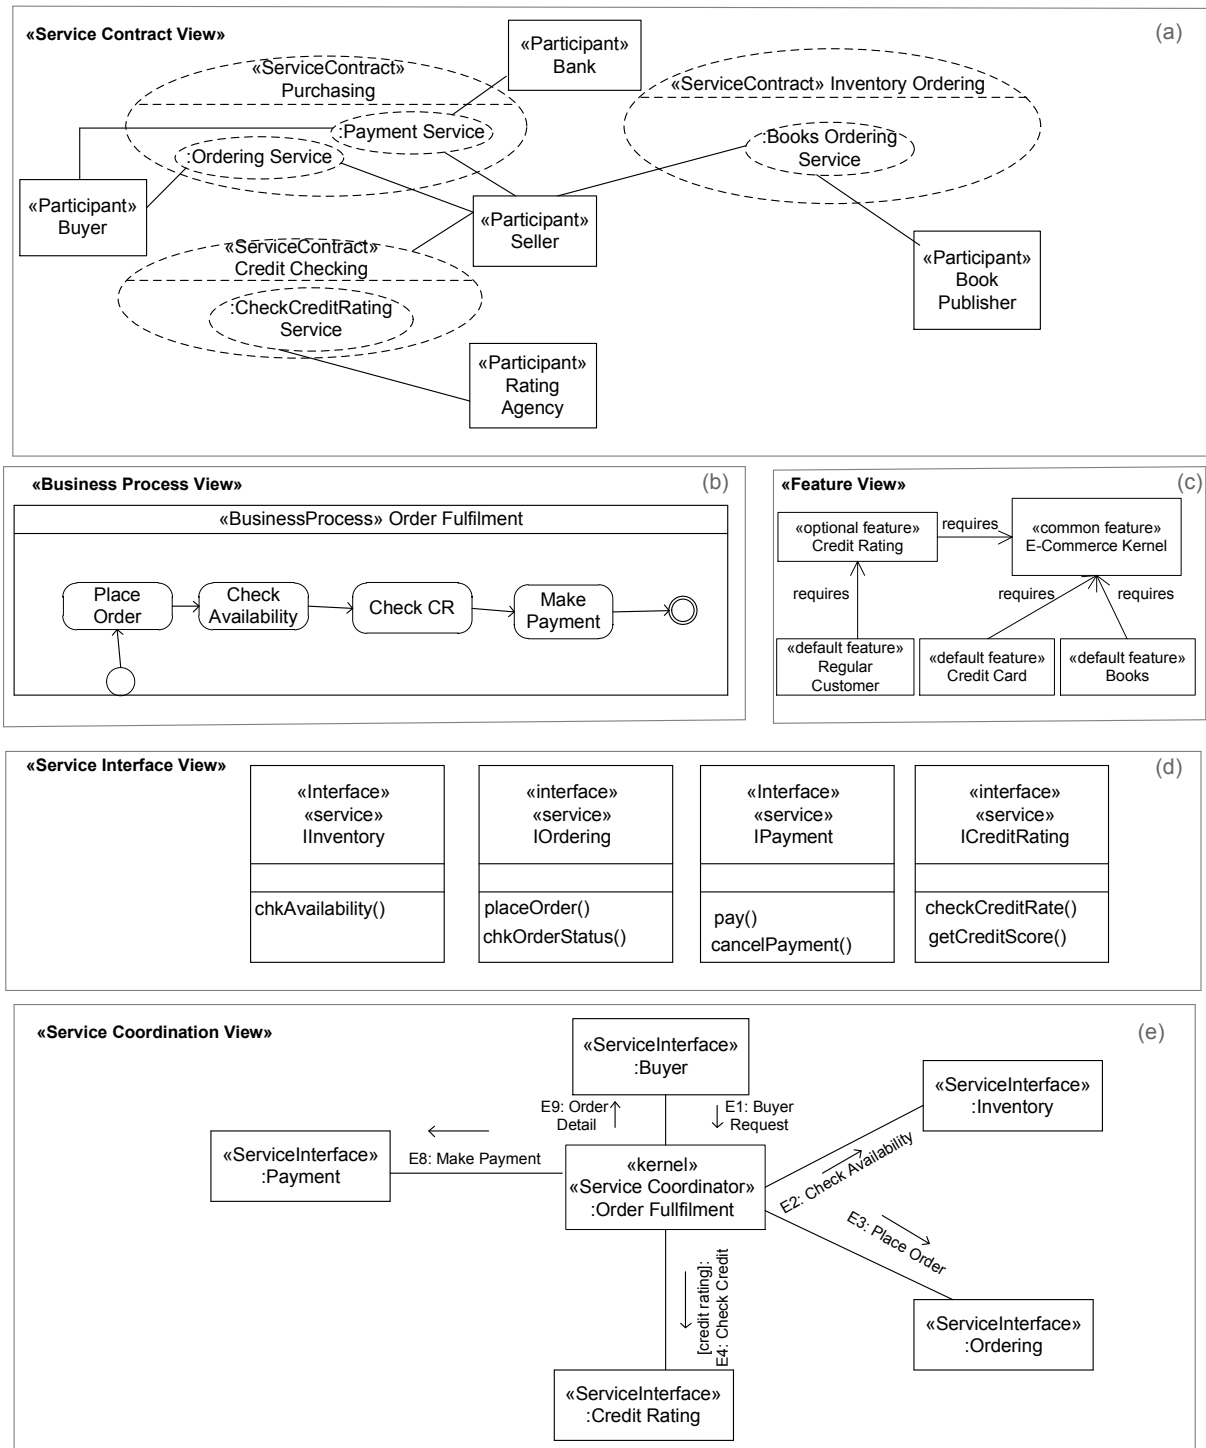 «Service Contract View»
(a)
«Participant»
Bank
«ServiceContract»
Purchasing
«ServiceContract» Inventory Ordering
:Payment Service
:Ordering Service
:Books Ordering
Service
«Participant»
Buyer
«Participant»
Seller
«Participant»
Book
Publisher
«ServiceContract»
Credit Checking
:CheckCreditRating
Service
«Participant»
Rating
Agency
«Business Process View»
(b)
«BusinessProcess» Order Fulfilment
Place
Order
Check
Availability
Check CR
Make
Payment
«Feature View»
(c)
«optional feature»
Credit Rating
requires
«common feature»
E-Commerce Kernel
requires
requires
requires
«default feature»
Regular
Customer
«default feature»
Credit Card
«default feature»
Books
«Service Interface View»
(d)
«Interface»
«service»
IInventory
chkAvailability()
«interface»
«service»
IOrdering
placeOrder()
chkOrderStatus()
«Interface»
«service»
IPayment
pay()
cancelPayment()
«interface»
«service»
ICreditRating
checkCreditRate()
getCreditScore()
«Service Coordination View»
(e)
«ServiceInterface»
:Buyer
E9: Order
Detail
E1: Buyer
Request
«ServiceInterface»
:Inventory
«ServiceInterface»
:Payment
E8: Make Payment
«kernel»
«Service Coordinator»
:Order Fullfilment
E2: Check Availability
E3: Place Order
[credit rating]:
E4: Check Credit
«ServiceInterface»
:Ordering
«ServiceInterface»
:Credit Rating